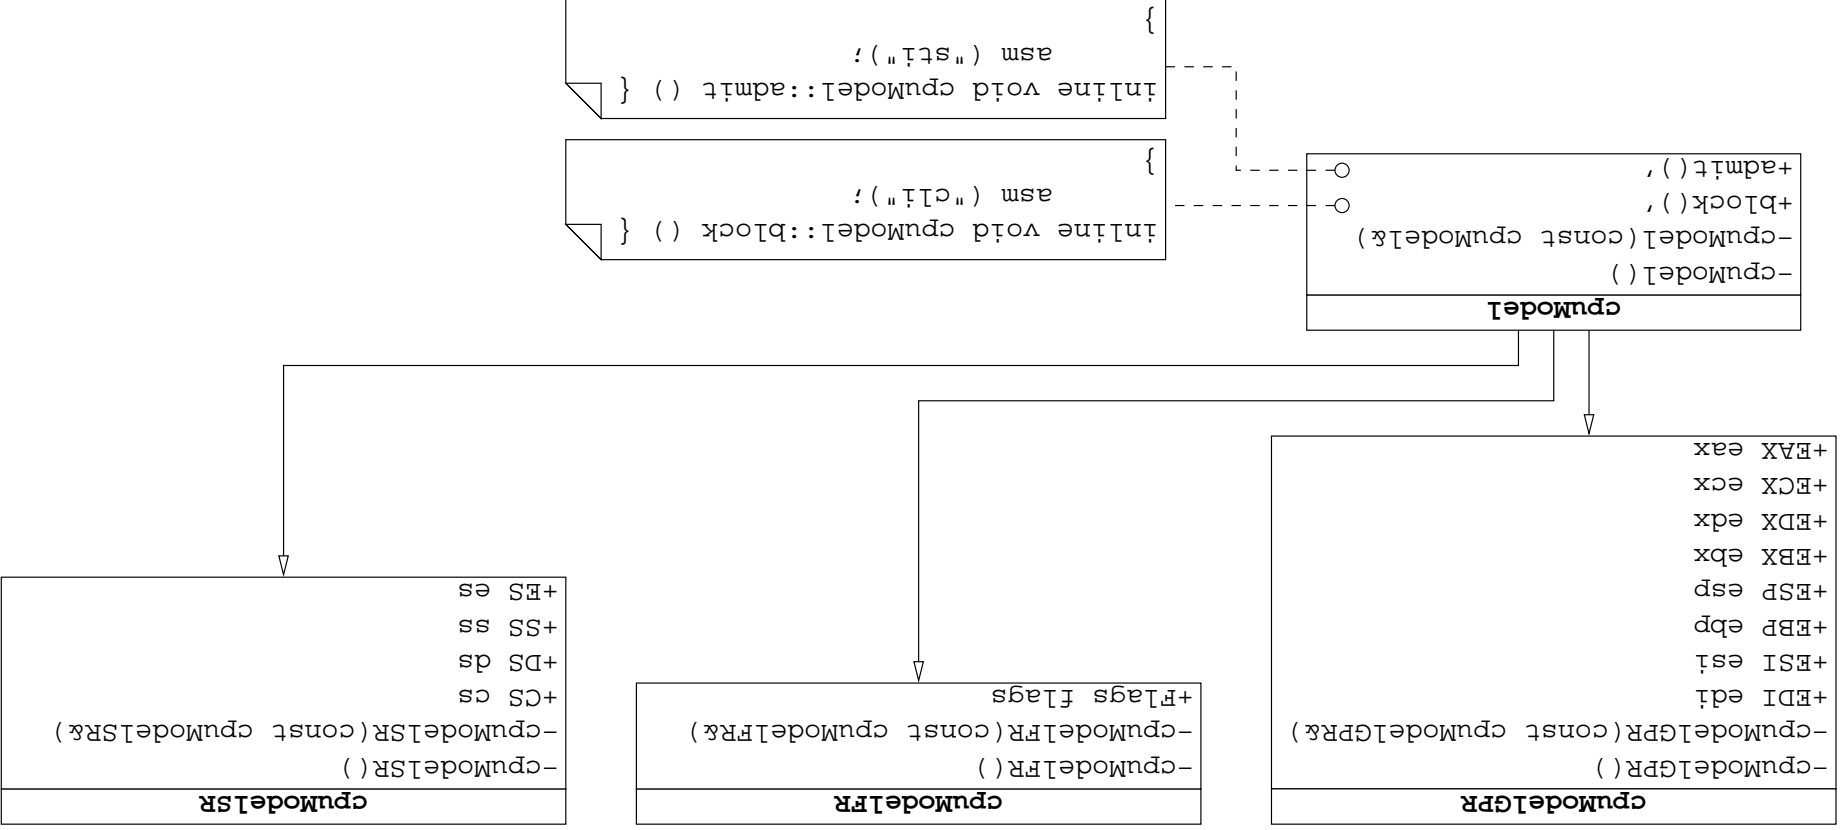 cpuModelGPR
-cpuModelGPR()
-cpuModelGPR(const cpuModelGPR&)
+EDI edi
+ESI esi
+EBP ebp
+ESP esp
+EBX ebx
+EDX edx
+ECX ecx
+EAX eax
cpuModelFR
-cpuModelFR()
-cpuModelFR(const cpuModelFR&)
+Flags flags
cpuModelSR
-cpuModelSR()
-cpuModelSR(const cpuModelSR&)
+CS cs
+DS ds
+SS ss
+ES es
cpuModel
-cpuModel()
-cpuModel(const cpuModel&)
+block()'
+admit()'
inline void cpuModel::block () {
asm ("cli");
}
inline void cpuModel::admit () {
asm ("sti");
}